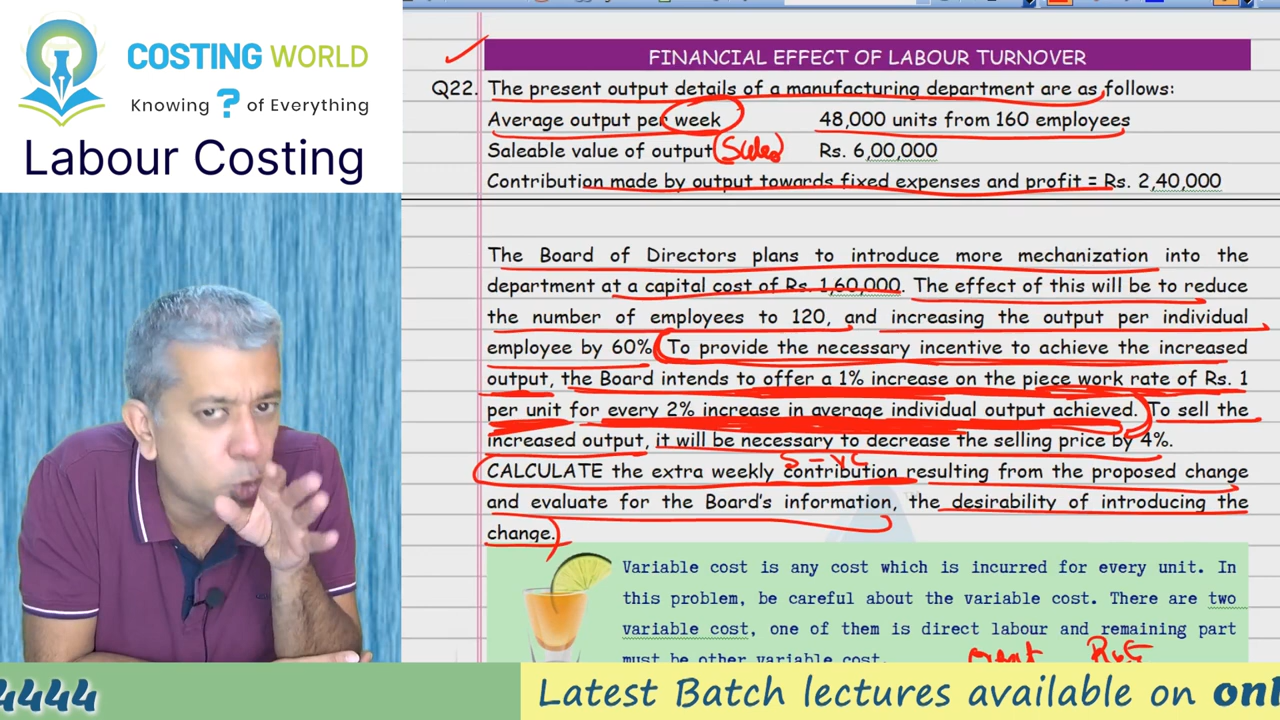 COSTING WORLD
Knowing ? of Everything
Labour Costing
FINANCIAL EFFECT OF LABOUR TURNOVER
Q22. The present output details of a manufacturing department are as follows:
Average output per week 48,000 units from 160 employees
Saleable value of output (Sales) Rs. 6,00,000
Contribution made by output towards fixed expenses and profit = Rs. 2,40,000
The Board of Directors plans to introduce more mechanization into the
department at a capital cost of Rs. 1,60,000. The effect of this will be to reduce
the number of employees to 120, and increasing the output per individual
employee by 60%. To provide the necessary incentive to achieve the increased
output, the Board intends to offer a 1% increase on the piece work rate of Rs. 1
per unit for every 2% increase in average individual output achieved. To sell the
increased output, it will be necessary to decrease the selling price by 4%.
S - VC
CALCULATE the extra weekly contribution resulting from the proposed change
and evaluate for the Board's information, the desirability of introducing the
change.
Variable cost is any cost which is incurred for every unit. In
this problem, be careful about the variable cost. There are two
variable cost, one of them is direct labour and remaining part
must be other variable cost.
4444
Latest Batch lectures available on onl